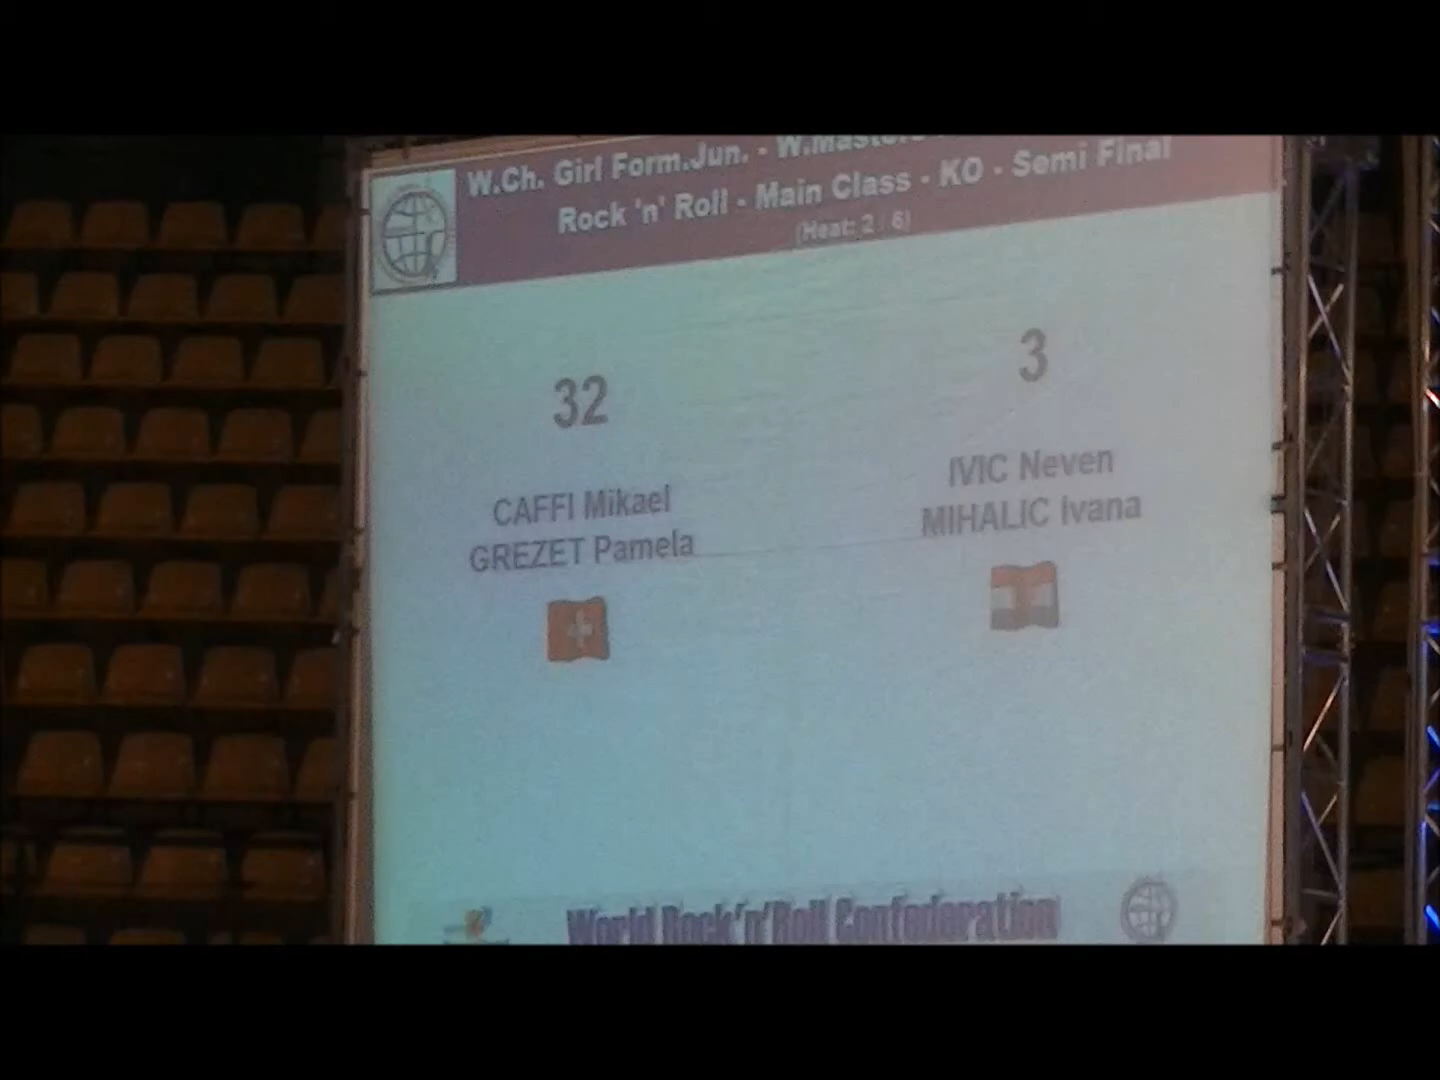 W.Ch. Girl Form.Jun. - W.Masters
Rock 'n' Roll - Main Class - KO - Semi Final
(Heat: 2 / 6)
32
3
CAFFI Mikael
GREZET Pamela
IVIC Neven
MIHALIC Ivana
World Rock'n'Roll Confederation